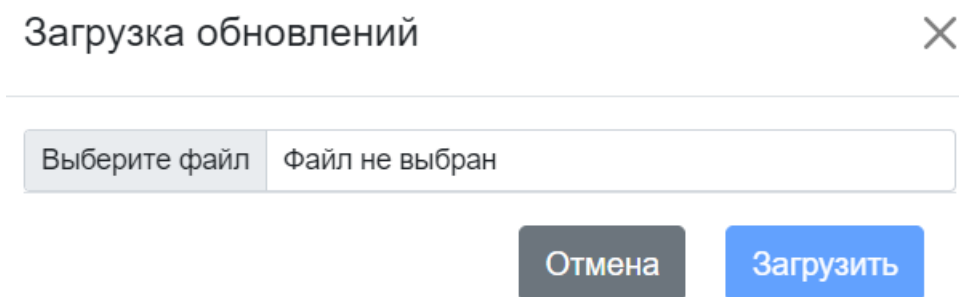 Загрузка обновлений
Выберите файл Файл не выбран
Отмена Загрузить